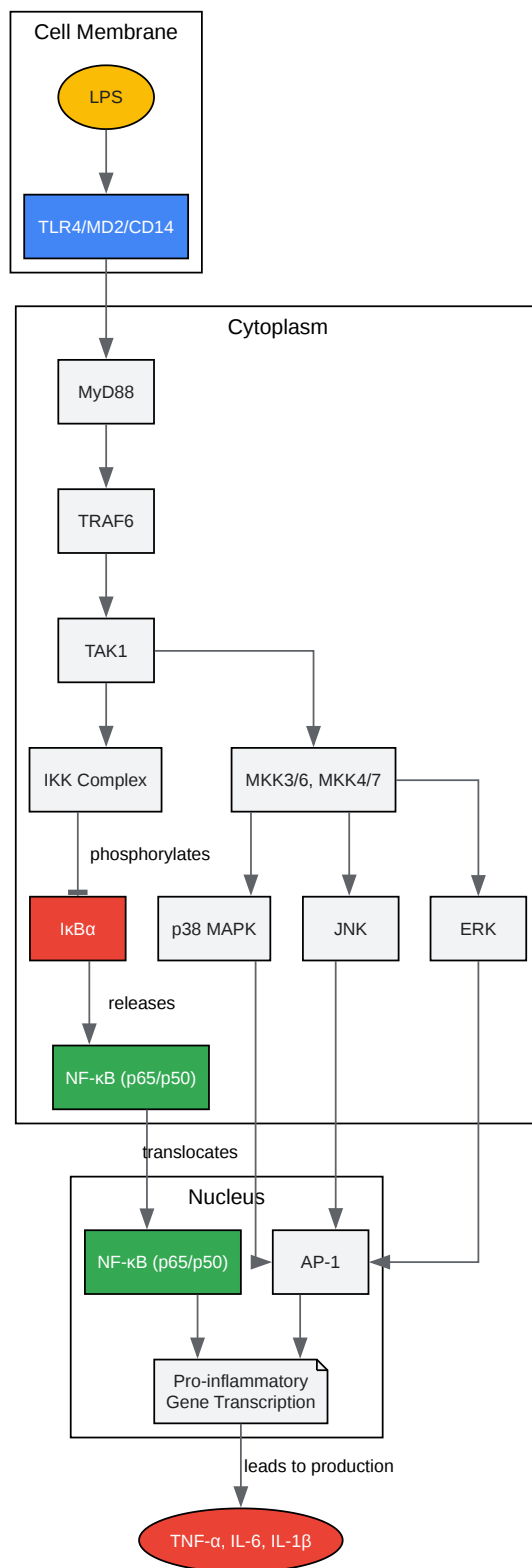 Cell Membrane
LPS
TLR4/MD2/CD14
Cytoplasm
MyD88
TRAF6
TAK1
IKK Complex
MKK3/6, MKK4/7
phosphorylates
IκBα
p38 MAPK
JNK
ERK
releases
NF-κB (p65/p50)
translocates
Nucleus
NF-κB (p65/p50)
AP-1
Pro-inflammatory
Gene Transcription
leads to production
TNF-α, IL-6, IL-1β